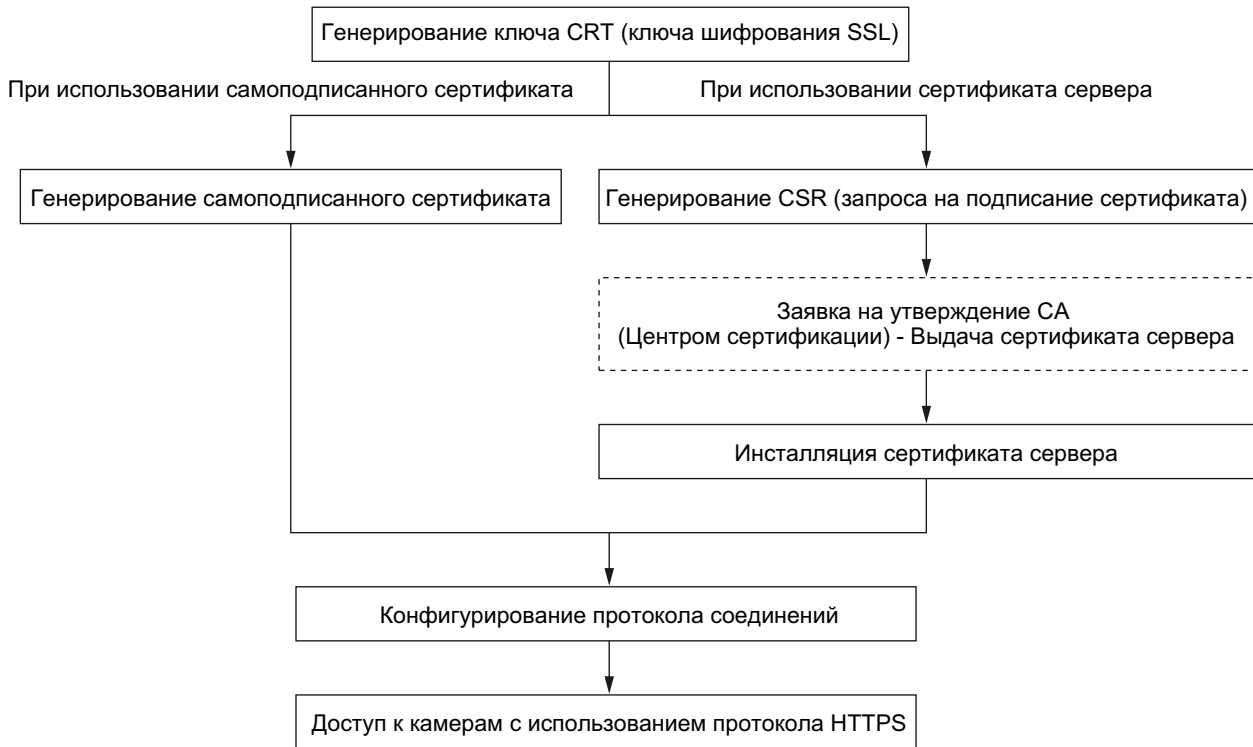 Генерирование ключа CRT (ключа шифрования SSL)
При использовании самоподписанного сертификата
При использовании сертификата сервера
Генерирование самоподписанного сертификата
Генерирование CSR (запроса на подписание сертификата)
Заявка на утверждение CA
(Центром сертификации) - Выдача сертификата сервера
Инсталляция сертификата сервера
Конфигурирование протокола соединений
Доступ к камерам с использованием протокола HTTPS